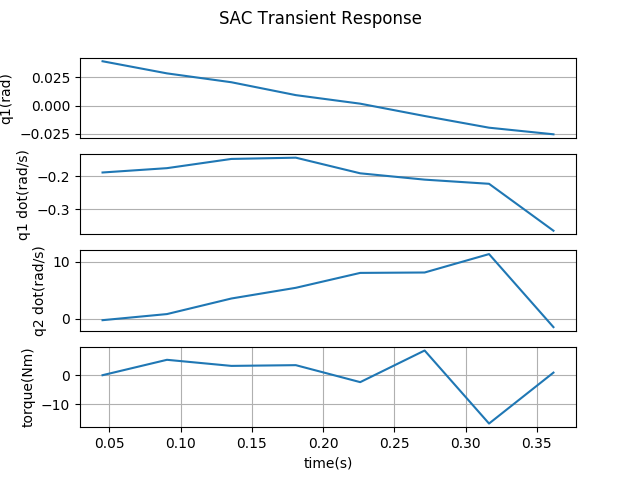 SAC Transient Response
q1(rad)
0.025
0.000
−0.025
q1 dot(rad/s)
−0.2
−0.3
q2 dot(rad/s)
10
0
torque(Nm)
0
−10
0.05 0.10 0.15 0.20 0.25 0.30 0.35
time(s)